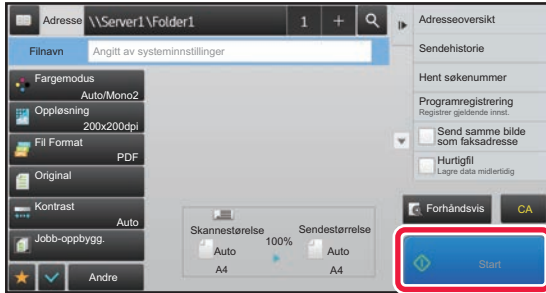 Adresse \\Server1\Folder1 1 +
Filnavn Angitt av systeminnstillinger
Fargemodus
Auto/Mono2
Oppløsning
200x200dpi
Fil Format
PDF
Original
Kontrast
Auto
Jobb-oppbygg.
Andre
Skannestørelse
Auto
A4
100%
Sendestørrelse
Auto
A4
Adresseoversikt
Sendehistorie
Hent søkenummer
Programregistrering
Registrer gjeldende innst.
Send samme bilde
som faksadresse
Hurtigfil
Lagre data midlertidig
Forhåndsvis
CA
Start